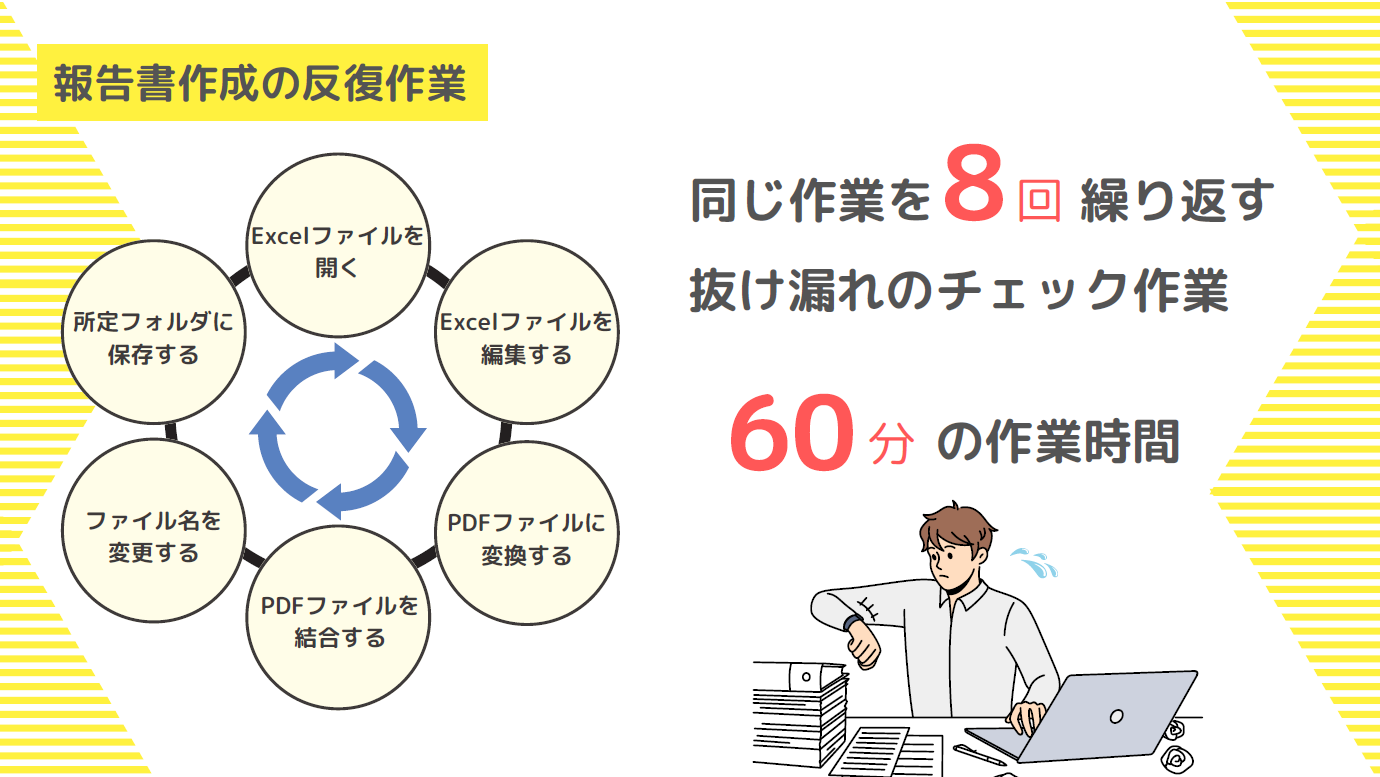 報告書作成の反復作業
Excelファイルを
開く
Excelファイルを
編集する
PDFファイルに
変換する
PDFファイルを
結合する
ファイル名を
変更する
所定フォルダに
保存する
同じ作業を8回 繰り返す
抜け漏れのチェック作業
60分 の作業時間